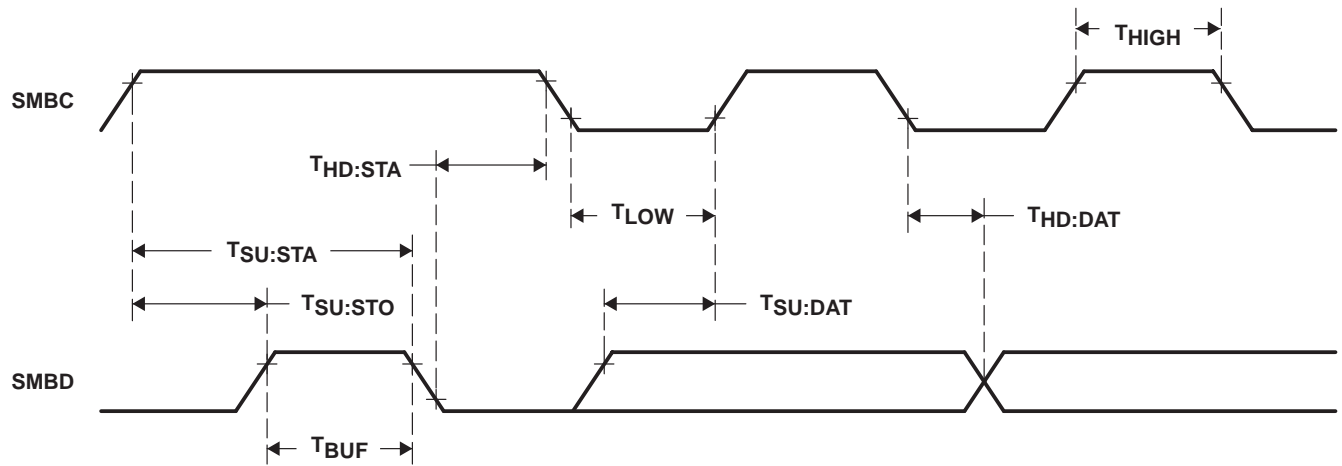 THIGH
SMBC
THD:STA
TLOW
THD:DAT
TSU:STA
TSU:STO
TSU:DAT
SMBD
TBUF